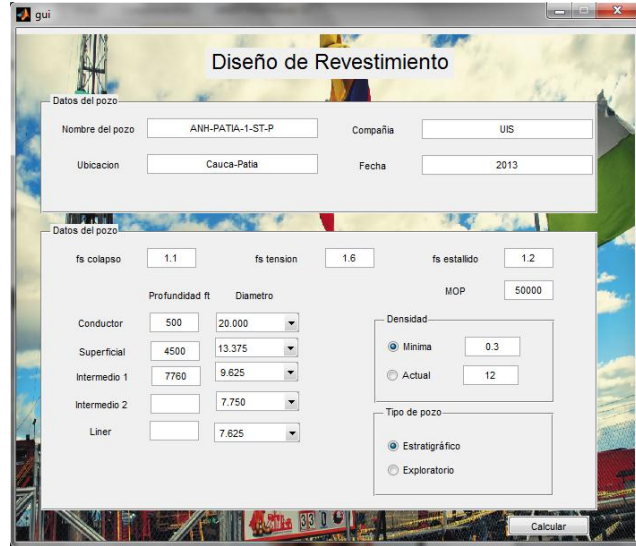 gui
Diseño de Revestimiento
Datos del pozo
Nombre del pozo ANH-PATIA-1-ST-P Compañia UIS
Ubicacion Cauca-Patia Fecha 2013
Datos del pozo
fs colapso 1.1 fs tension 1.6 fs estallido 1.2
MOP 50000
Profundidad ft Diametro
Densidad
Conductor 500 20.000
Superficial 4500 13.375
Minima 0.3
Intermedio 1 7760 9.625
Actual 12
Intermedio 2 7.750
Tipo de pozo
Liner 7.625
Estratigráfico
Exploratorio
33 0
Calcular